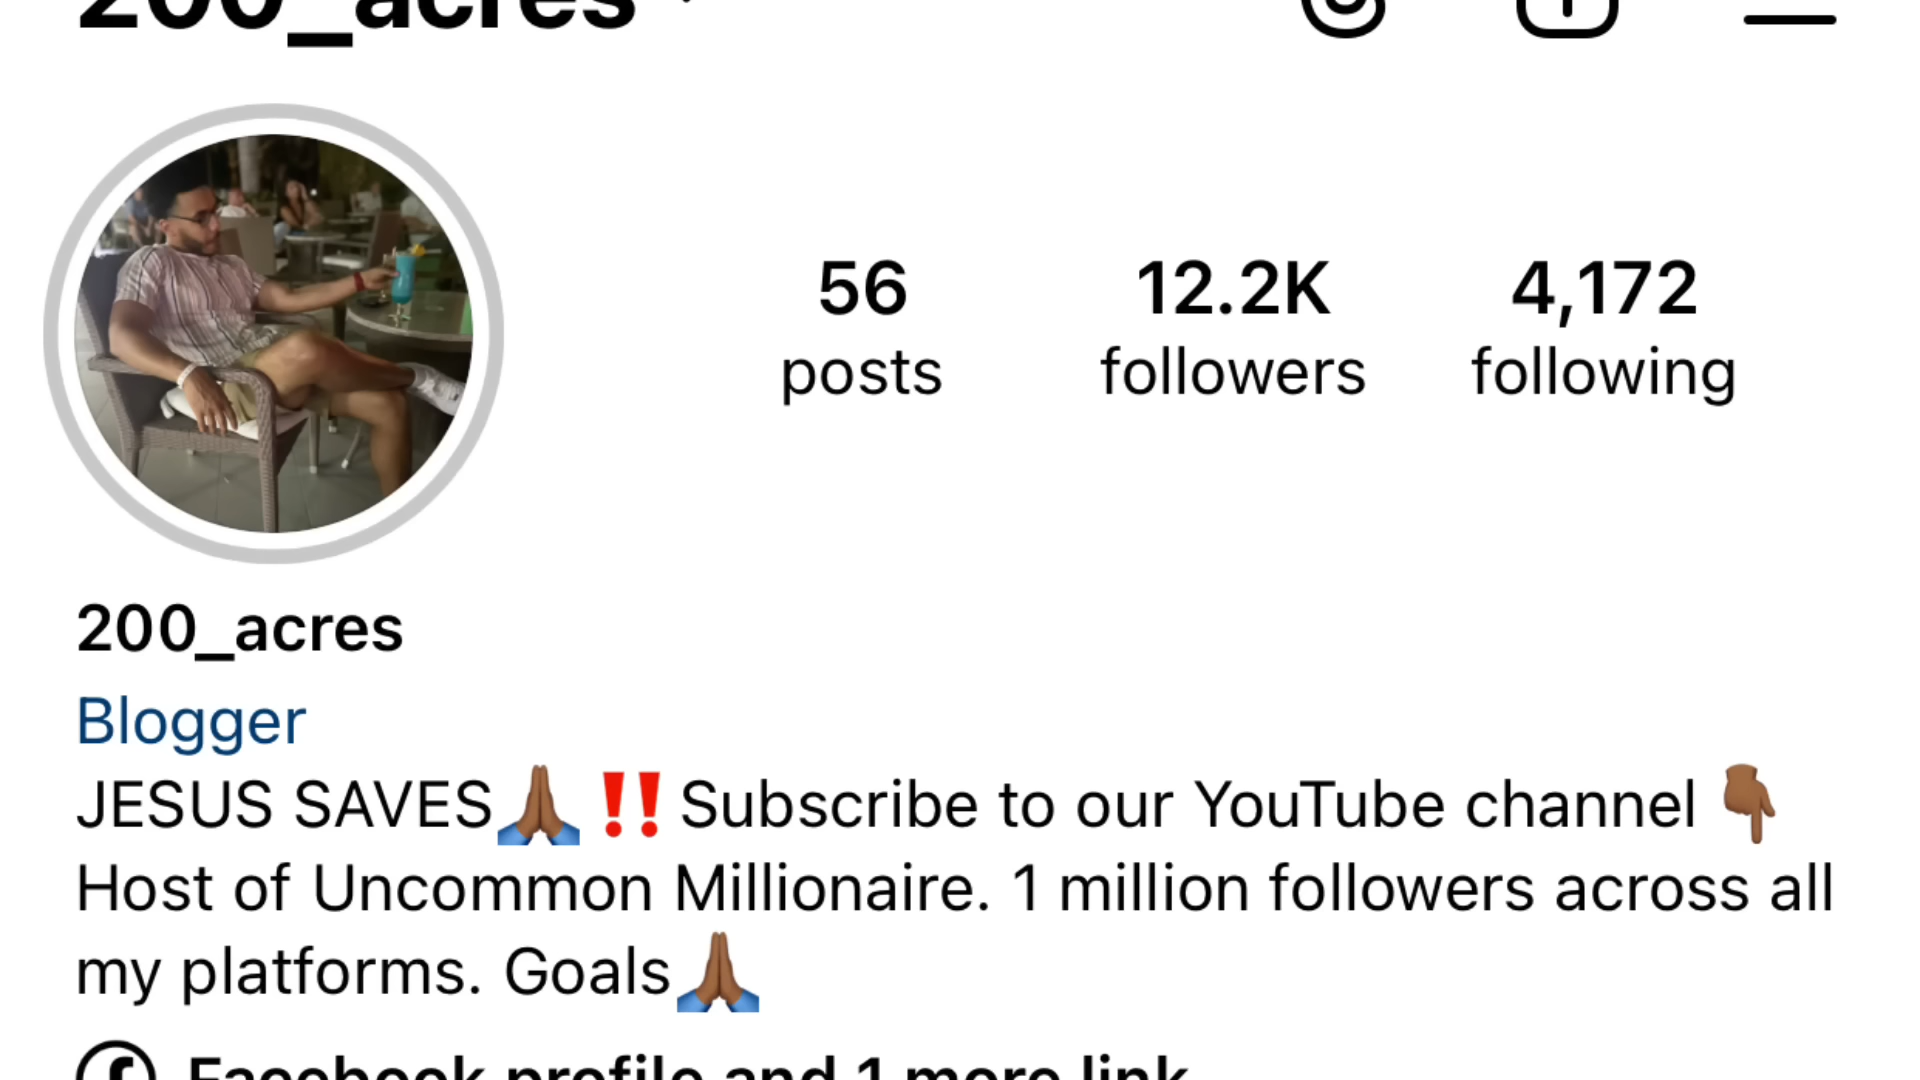 200_acres
56
posts
12.2K
followers
4,172
following
200_acres
Blogger
JESUS SAVES🙏🏾‼️Subscribe to our YouTube channel 👇🏾
Host of Uncommon Millionaire. 1 million followers across all
my platforms. Goals🙏🏾
Facebook profile and 1 more link